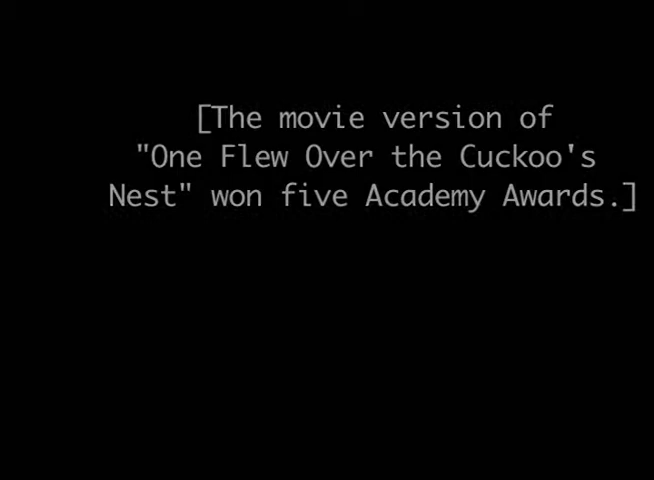 [The movie version of
"One Flew Over the Cuckoo's
Nest" won five Academy Awards.]